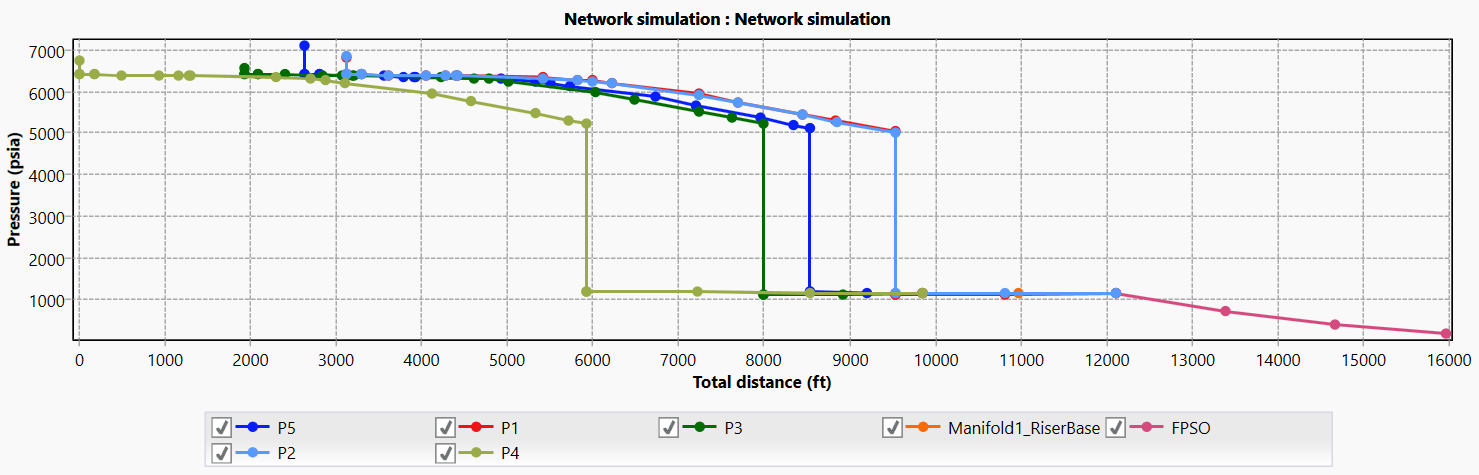 Network simulation : Network simulation
Pressure (psia)
7000
6000
5000
4000
3000
2000
1000
0 1000 2000 3000 4000 5000 6000 7000 8000 9000 10000 11000 12000 13000 14000 15000 16000
Total distance (ft)
P5 P1 P3 Manifold1_RiserBase FPSO
P2 P4